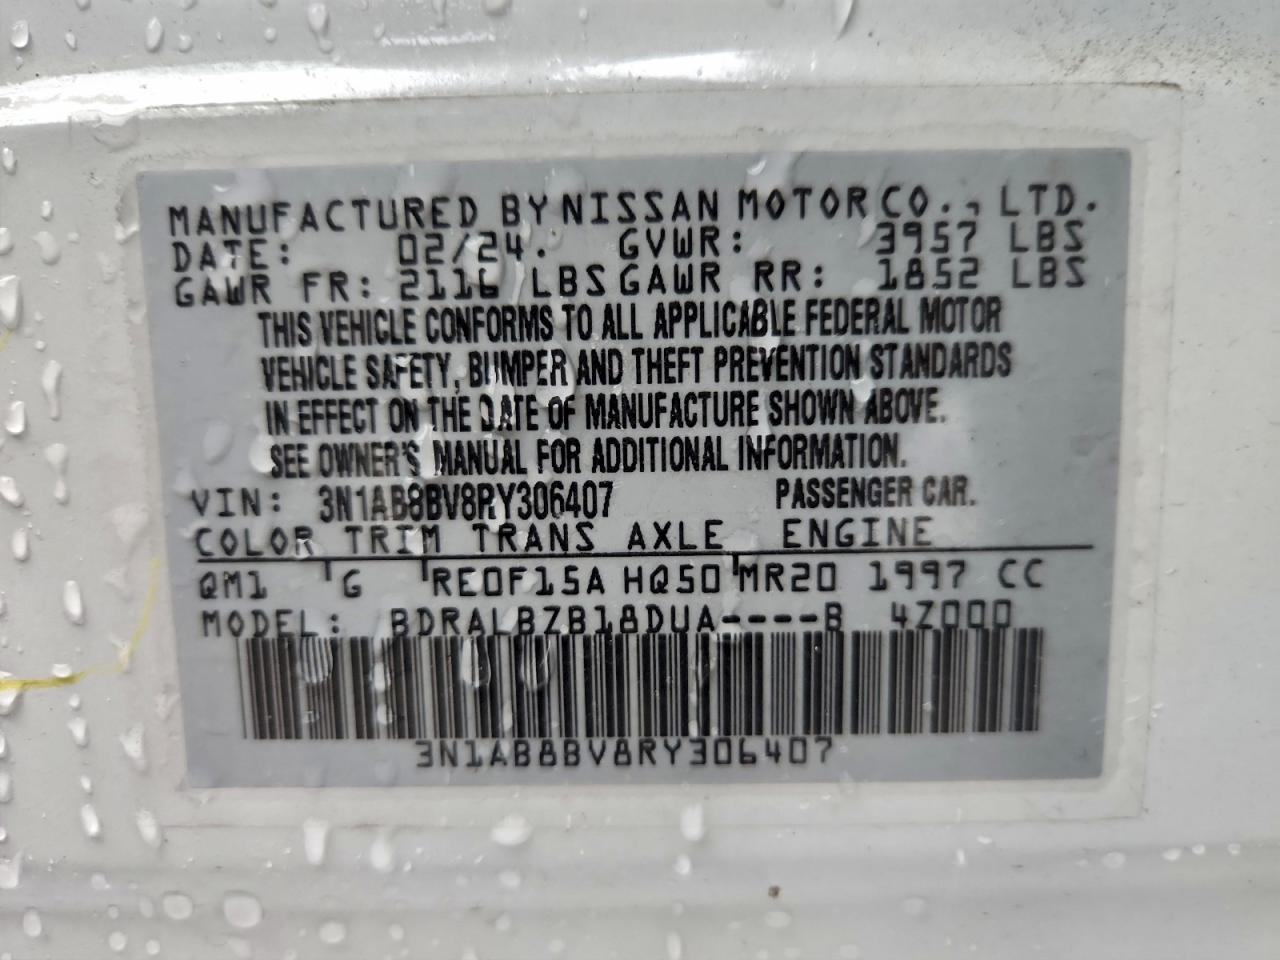 MANUFACTURED BY NISSAN MOTOR CO., LTD.
DATE: 02/24. GVWR: 3957 LBS
GAWR FR: 2116 LBS GAWR RR: 1852 LBS
THIS VEHICLE CONFORMS TO ALL APPLICABLE FEDERAL MOTOR
VEHICLE SAFETY, BUMPER AND THEFT PREVENTION STANDARDS
IN EFFECT ON THE DATE OF MANUFACTURE SHOWN ABOVE.
SEE OWNER'S MANUAL FOR ADDITIONAL INFORMATION.
VIN: 3N1AB8BV8RY306407 PASSENGER CAR.
COLOR TRIM TRANS AXLE ENGINE
QM1 G RE0F15A HQ50 MR20 1997 CC
MODEL: BDRALBZB18DUA----B 4Z000
3N1AB8BV8RY306407